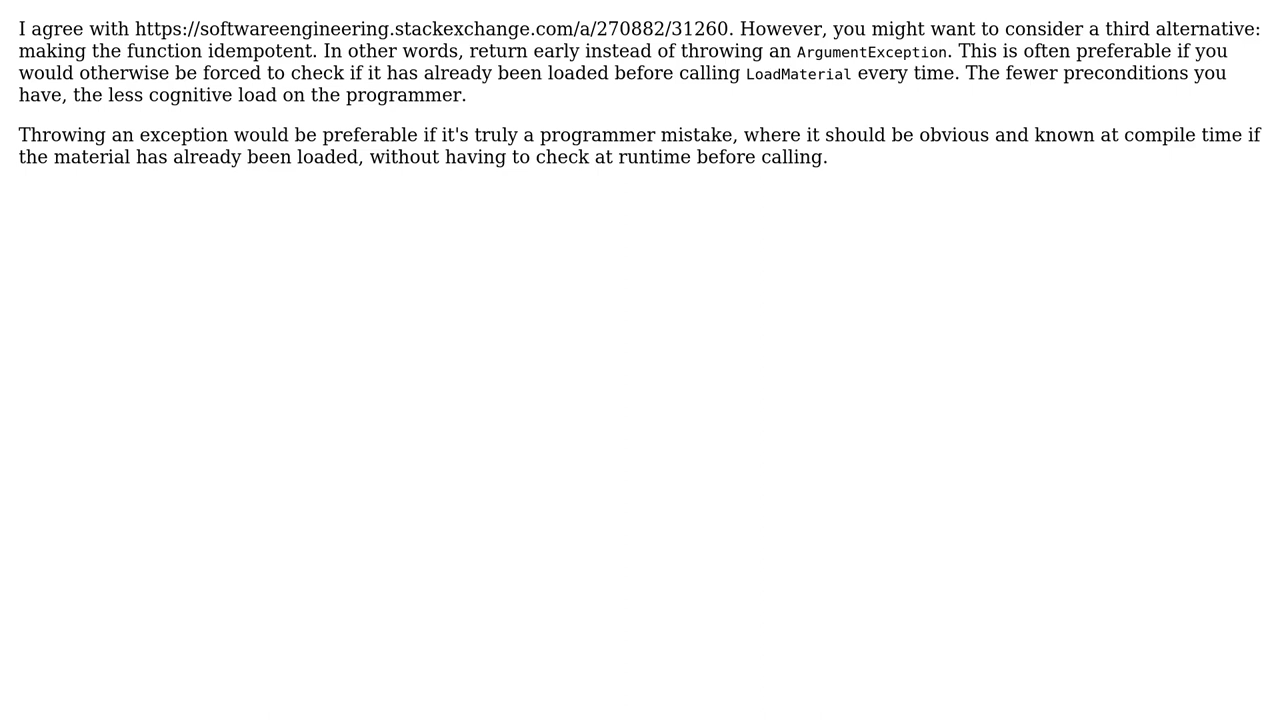 I agree with https://softwareengineering.stackexchange.com/a/270882/31260. However, you might want to consider a third alternative:
making the function idempotent. In other words, return early instead of throwing an ArgumentException. This is often preferable if you
would otherwise be forced to check if it has already been loaded before calling LoadMaterial every time. The fewer preconditions you
have, the less cognitive load on the programmer.
Throwing an exception would be preferable if it's truly a programmer mistake, where it should be obvious and known at compile time if
the material has already been loaded, without having to check at runtime before calling.